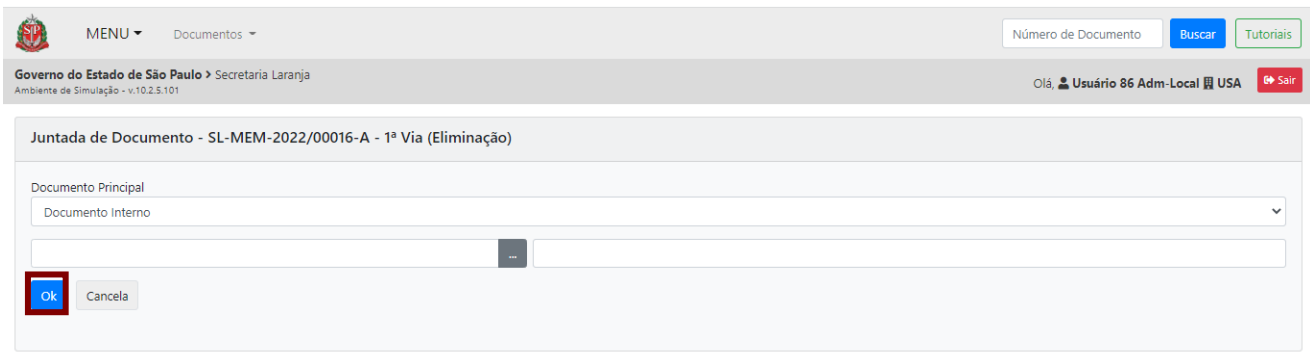 MENU
Documentos
Número de Documento
Buscar
Tutoriais
Governo do Estado de São Paulo > Secretaria Laranja
Ambiente de Simulação - v.10.2.5.101
Olá, Usuário 86 Adm-Local USA
Sair
Juntada de Documento - SL-MEM-2022/00016-A - 1ª Via (Eliminação)
Documento Principal
Documento Interno
...
Ok
Cancela